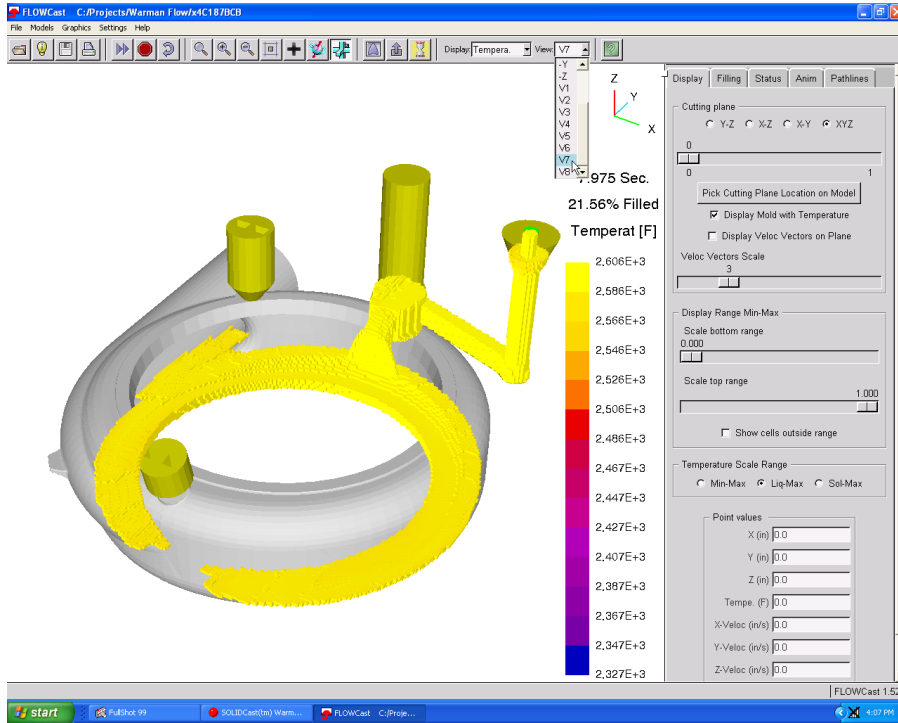 FLOWCast C:/Projects/Warman Flow/x4C187BCB
File Models Graphics Settings Help
Display: Tempera. View: V7
-Y
-Z
V1
V2
V3
V4
V5
V6
V7
V8
Z
Y
X
7.975 Sec.
21.56% Filled
Temperat [F]
2,606E+3
2,586E+3
2,566E+3
2,546E+3
2,526E+3
2,506E+3
2,486E+3
2,467E+3
2,447E+3
2,427E+3
2,407E+3
2,387E+3
2,367E+3
2,347E+3
2,327E+3
Display Filling Status Anim Pathlines
Cutting plane
Y-Z X-Z X-Y XYZ
0
0 1
Pick Cutting Plane Location on Model
Display Mold with Temperature
Display Veloc Vectors on Plane
Veloc Vectors Scale
3
Display Range Min-Max
Scale bottom range
0.000
Scale top range
1.000
Show cells outside range
Temperature Scale Range
Min-Max Liq-Max Sol-Max
Point values
X (in) 0.0
Y (in) 0.0
Z (in) 0.0
Tempe. (F) 0.0
X-Veloc (in/s) 0.0
Y-Veloc (in/s) 0.0
Z-Veloc (in/s) 0.0
FLOWCast 1.52
start FullShot 99 SOLIDCast(tm) Warm... FLOWCast C:/Proje... 4:07 PM